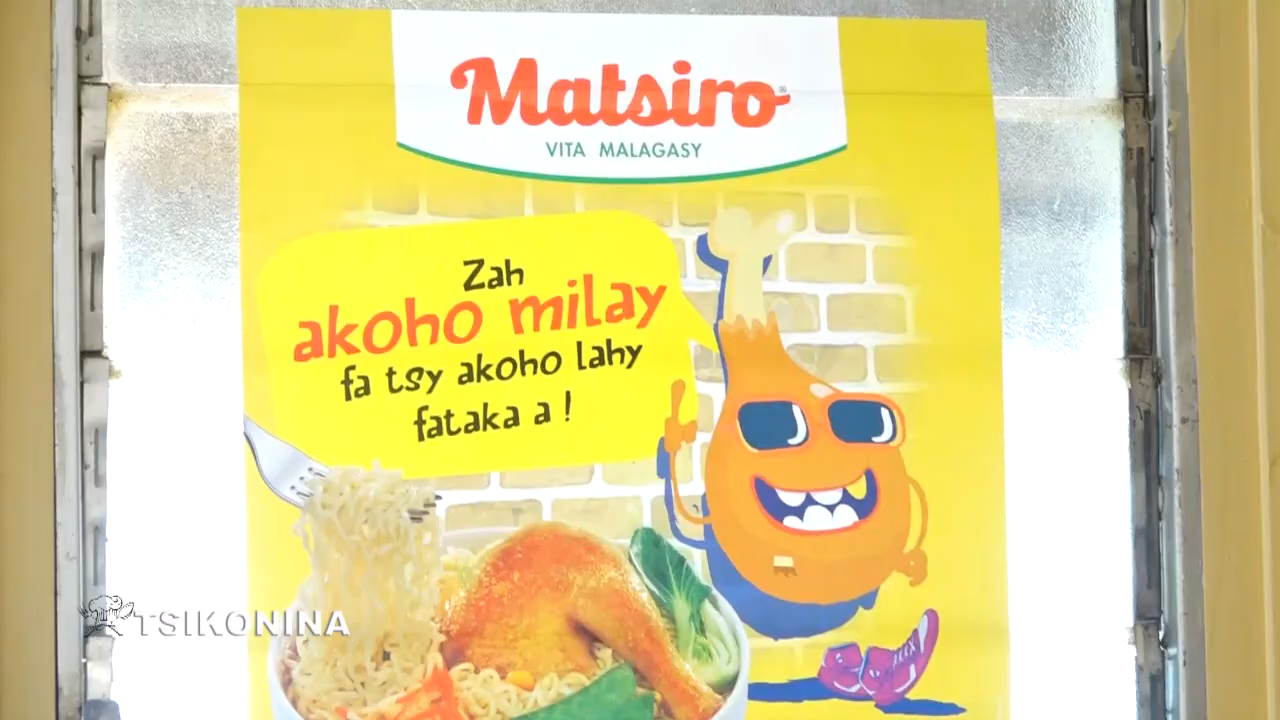 Matsiro®
VITA MALAGASY
Zah
akoho milay
fa tsy akoho lahy
fataka a !
TSIKONINA